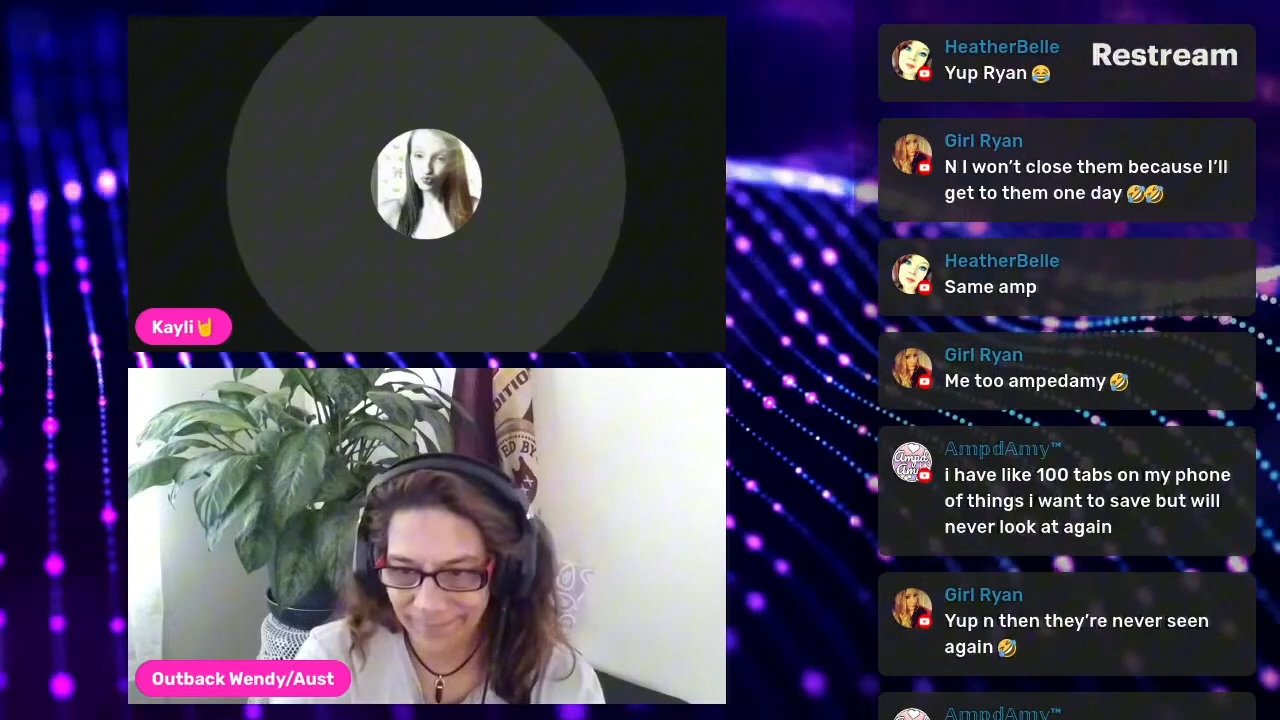 Restream
HeatherBelle
Yup Ryan 😂
Girl Ryan
N I won’t close them because I’ll
get to them one day 🤣🤣
HeatherBelle
Same amp
Girl Ryan
Me too ampedamy 🤣
AmpdAmy™
i have like 100 tabs on my phone
of things i want to save but will
never look at again
Girl Ryan
Yup n then they’re never seen
again 🤣
AmpdAmy™
Kayli🤘
ED BY
Outback Wendy/Aust